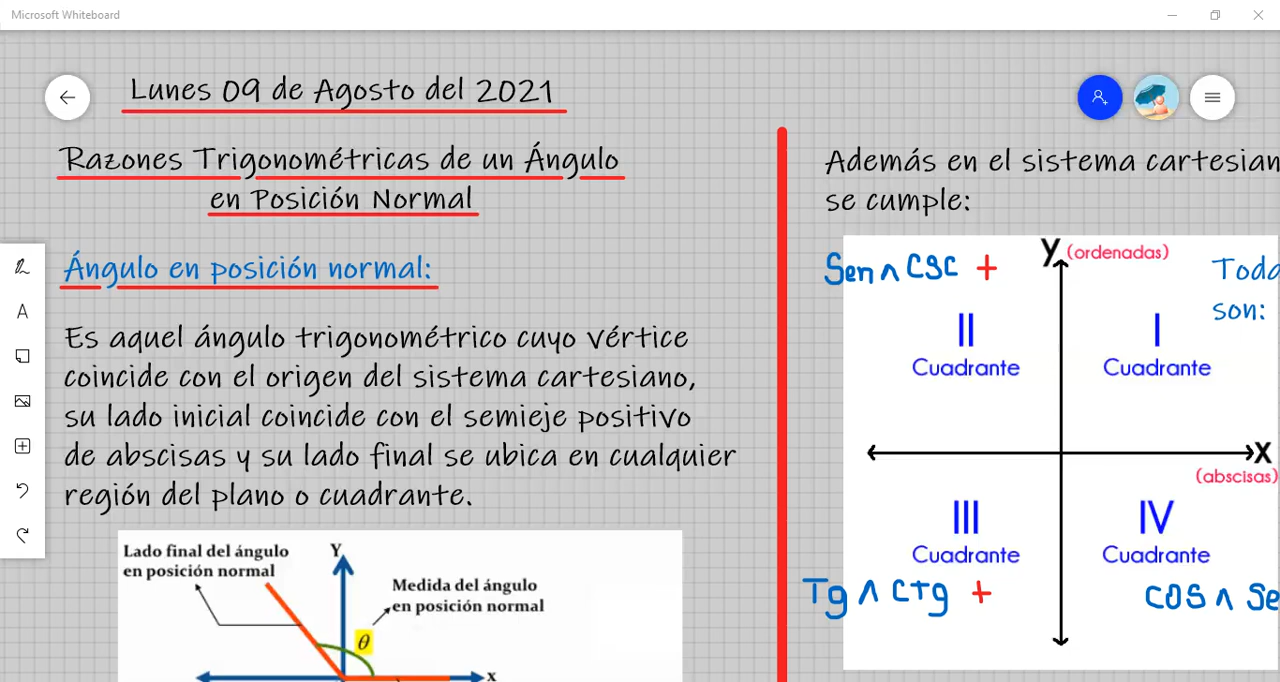 Microsoft Whiteboard
Lunes 09 de Agosto del 2021
Razones Trigonométricas de un Ángulo
en Posición Normal
Ángulo en posición normal:
Es aquel ángulo trigonométrico cuyo vértice
coincide con el origen del sistema cartesiano,
su lado inicial coincide con el semieje positivo
de abscisas y su lado final se ubica en cualquier
región del plano o cuadrante.
Lado final del ángulo
en posición normal
Y
Medida del ángulo
en posición normal
θ
x
Además en el sistema cartesian
se cumple:
Sen ∧ CSC +
Y (ordenadas)
Toda
son:
II
Cuadrante
I
Cuadrante
X
(abscisas)
III
Cuadrante
IV
Cuadrante
Tg ∧ CTg +
COS ∧ Se